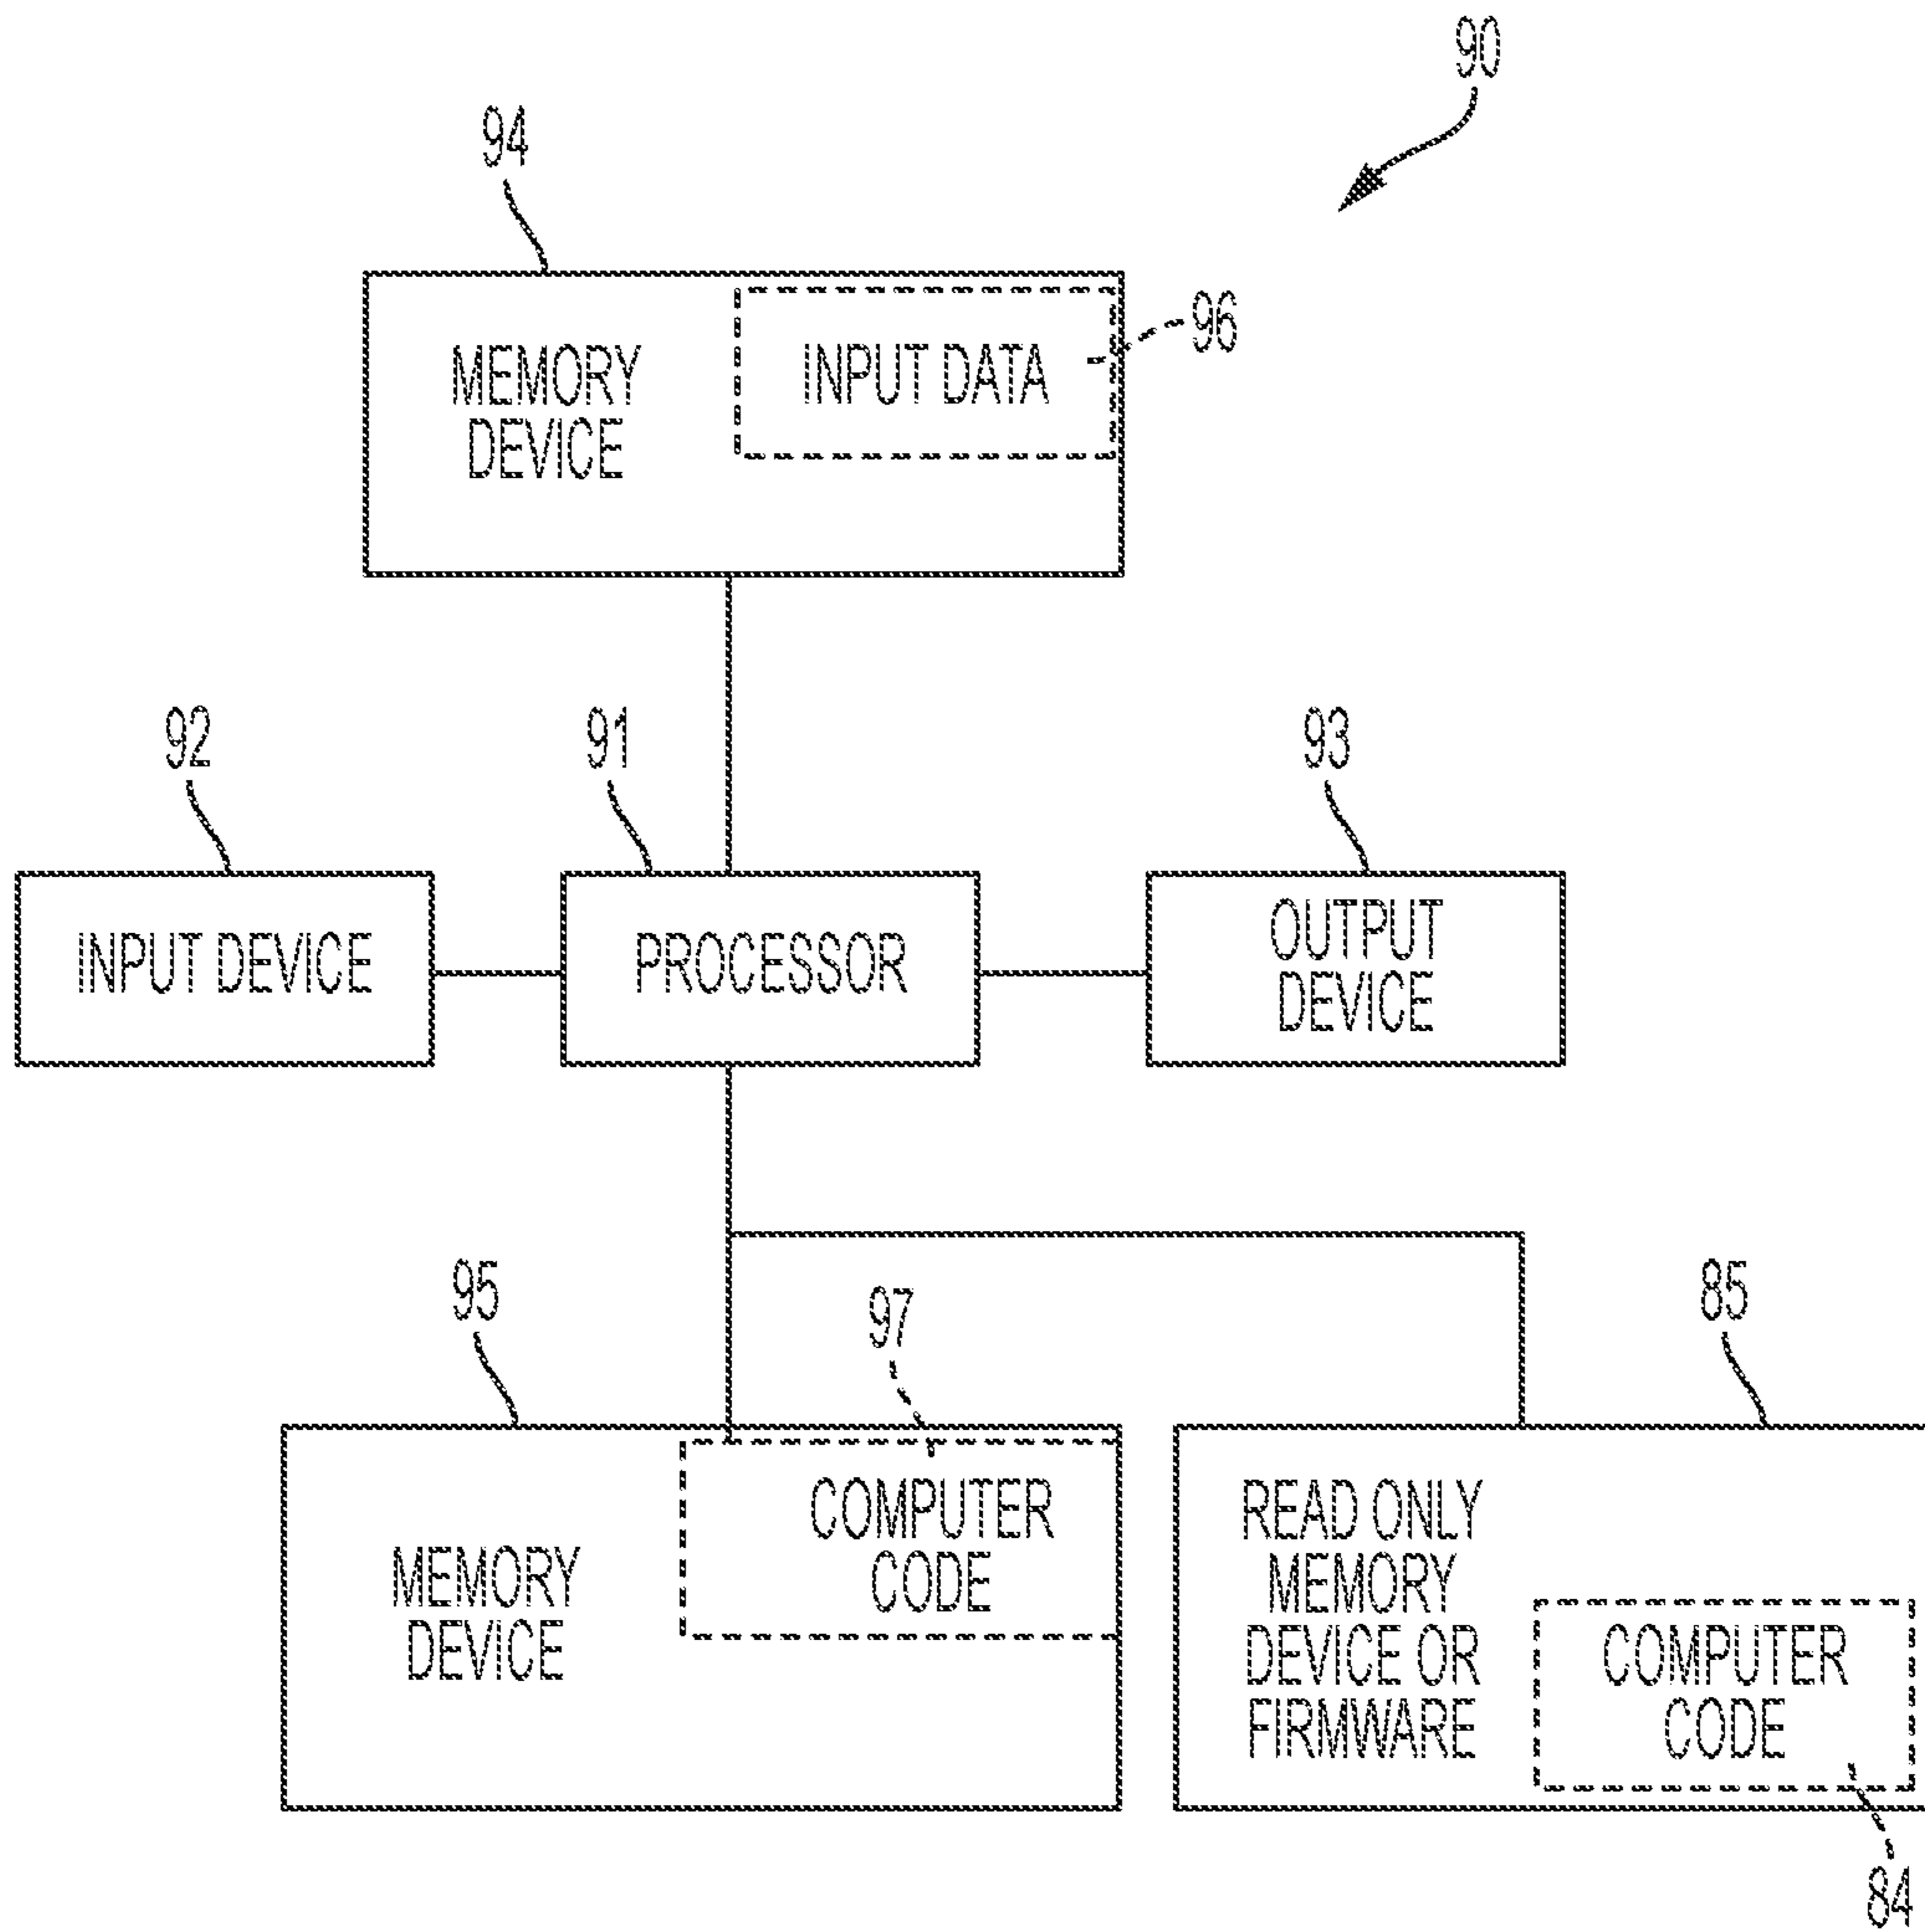 90
94
MEMORY
DEVICE
INPUT DATA
96
92
91
93
INPUT DEVICE
PROCESSOR
OUTPUT
DEVICE
95
97
85
MEMORY
DEVICE
COMPUTER
CODE
READ ONLY
MEMORY
DEVICE OR
FIRMWARE
COMPUTER
CODE
84